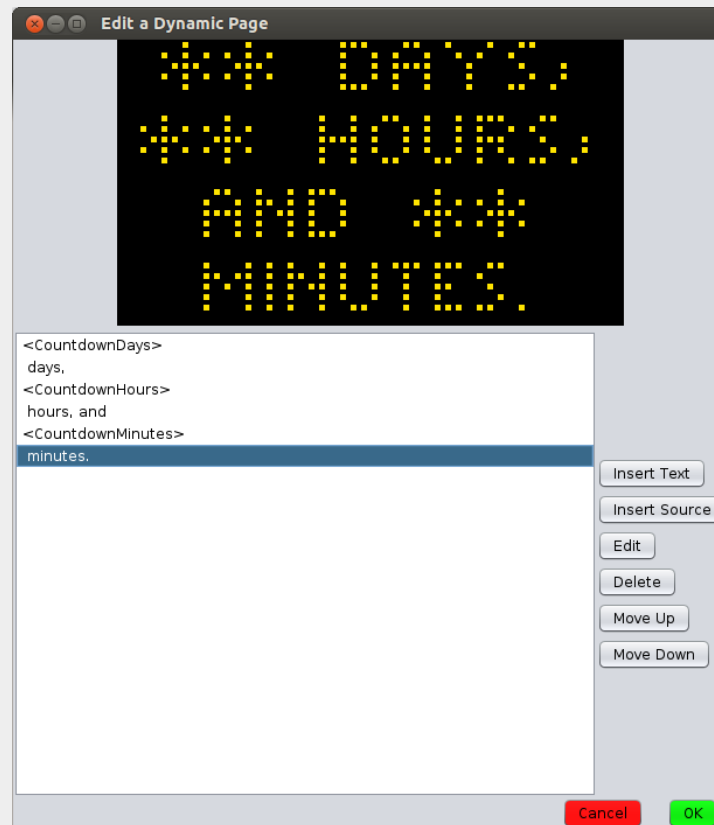 Edit a Dynamic Page
** DAYS,
** HOURS,
AND **
MINUTES.
<CountdownDays>
days,
<CountdownHours>
hours, and
<CountdownMinutes>
minutes.
Insert Text
Insert Source
Edit
Delete
Move Up
Move Down
Cancel
OK